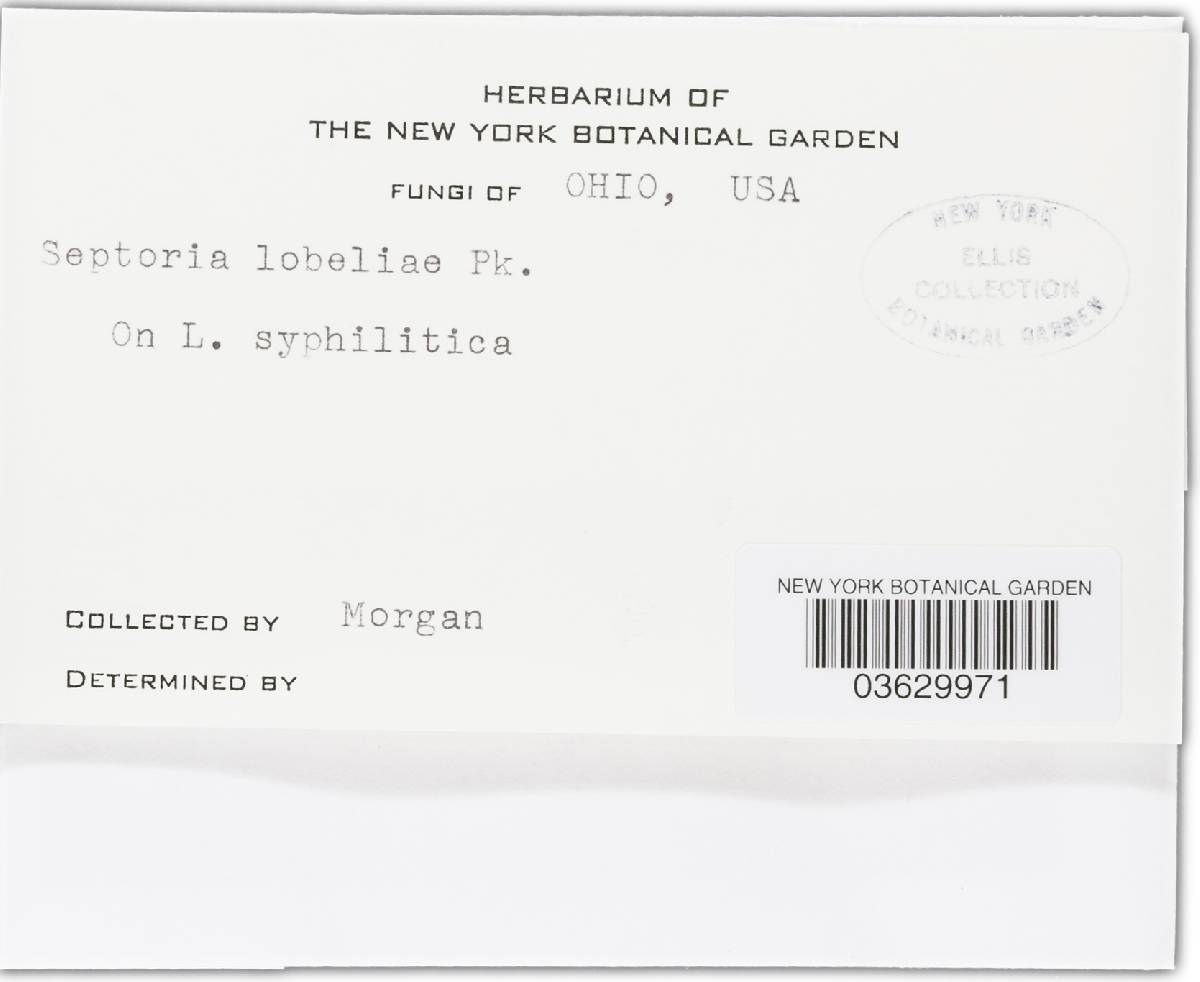 HERBARIUM OF
THE NEW YORK BOTANICAL GARDEN
FUNGI OF OHIO, USA
NEW YORK
ELLIS
COLLECTION
BOTANICAL GARDEN
Septoria lobeliae Pk.
On L. syphilitica
COLLECTED BY Morgan
DETERMINED BY
NEW YORK BOTANICAL GARDEN
03629971